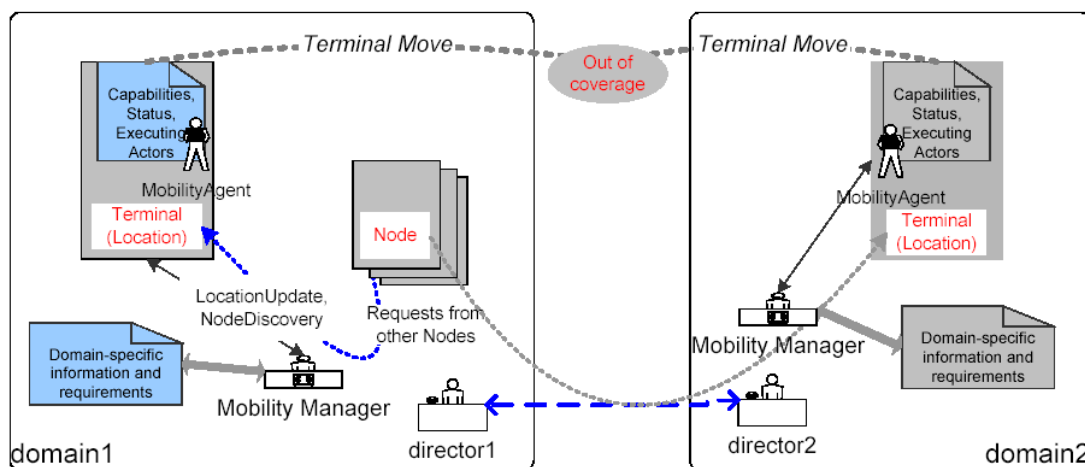 Terminal Move
Out of
coverage
Terminal Move
Capabilities,
Status,
Executing
Actors
MobilityAgent
Terminal
(Location)
Node
LocationUpdate,
NodeDiscovery
Requests from
other Nodes
Domain-specific
information and
requirements
Mobility Manager
director1
domain1
Capabilities,
Status,
Executing
Actors
MobilityAgent
Terminal
(Location)
Mobility Manager
Domain-specific
information and
requirements
director2
domain2